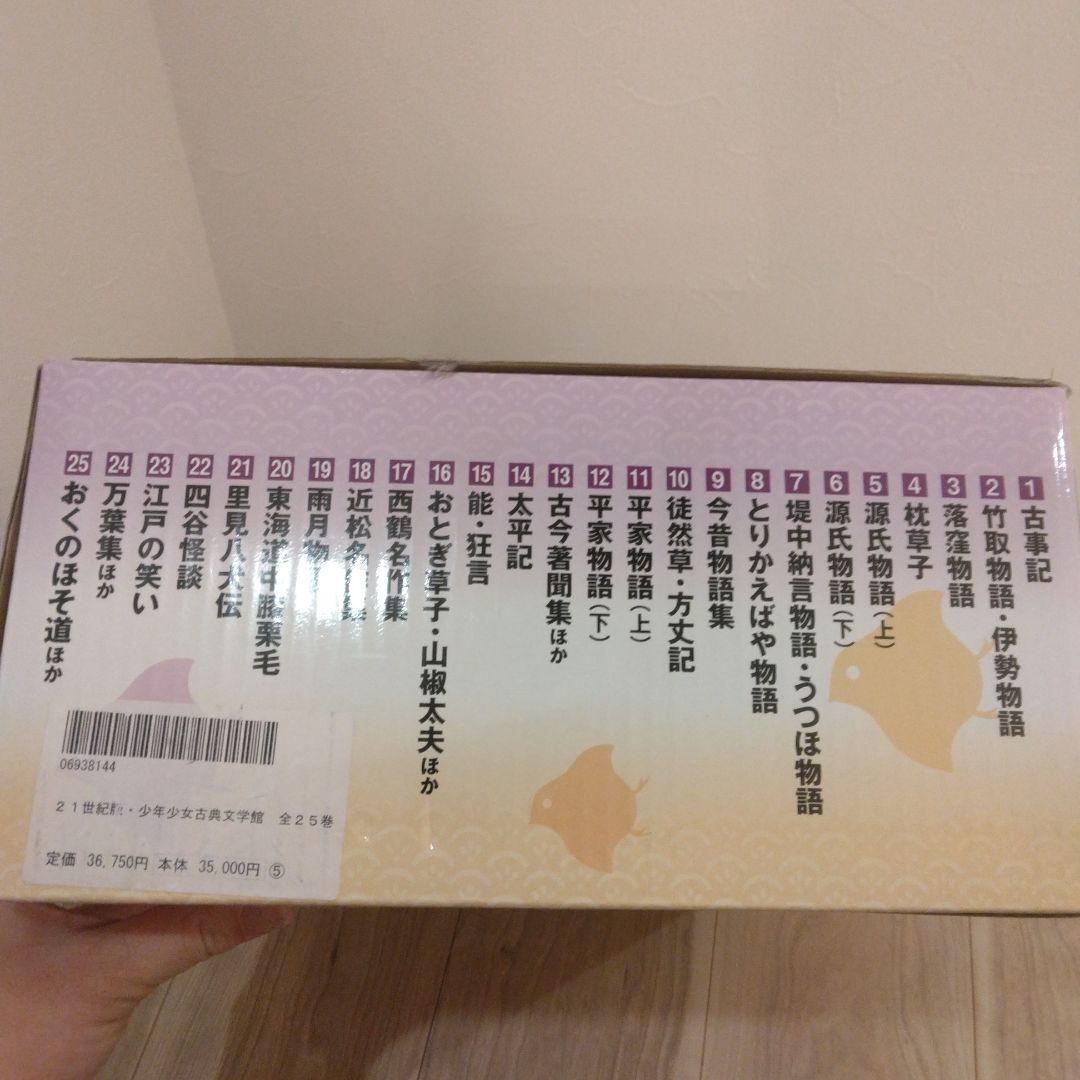 1 古事記
2 竹取物語・伊勢物語
3 落窪物語
4 枕草子
5 源氏物語(上)
6 源氏物語(下)
7 堤中納言物語・うつほ物語
8 とりかえばや物語
9 今昔物語集
10 徒然草・方丈記
11 平家物語(上)
12 平家物語(下)
13 古今著聞集ほか
14 太平記
15 能・狂言
16 おとぎ草子・山椒太夫ほか
17 西鶴名作集
18 近松名作集
19 雨月物語
20 東海道中膝栗毛
21 里見八犬伝
22 四谷怪談
23 江戸の笑い
24 万葉集ほか
25 おくのほそ道ほか
06938144
21世紀版・少年少女古典文学館 全25巻
定価 36,750円 本体 35,000円 ⑤